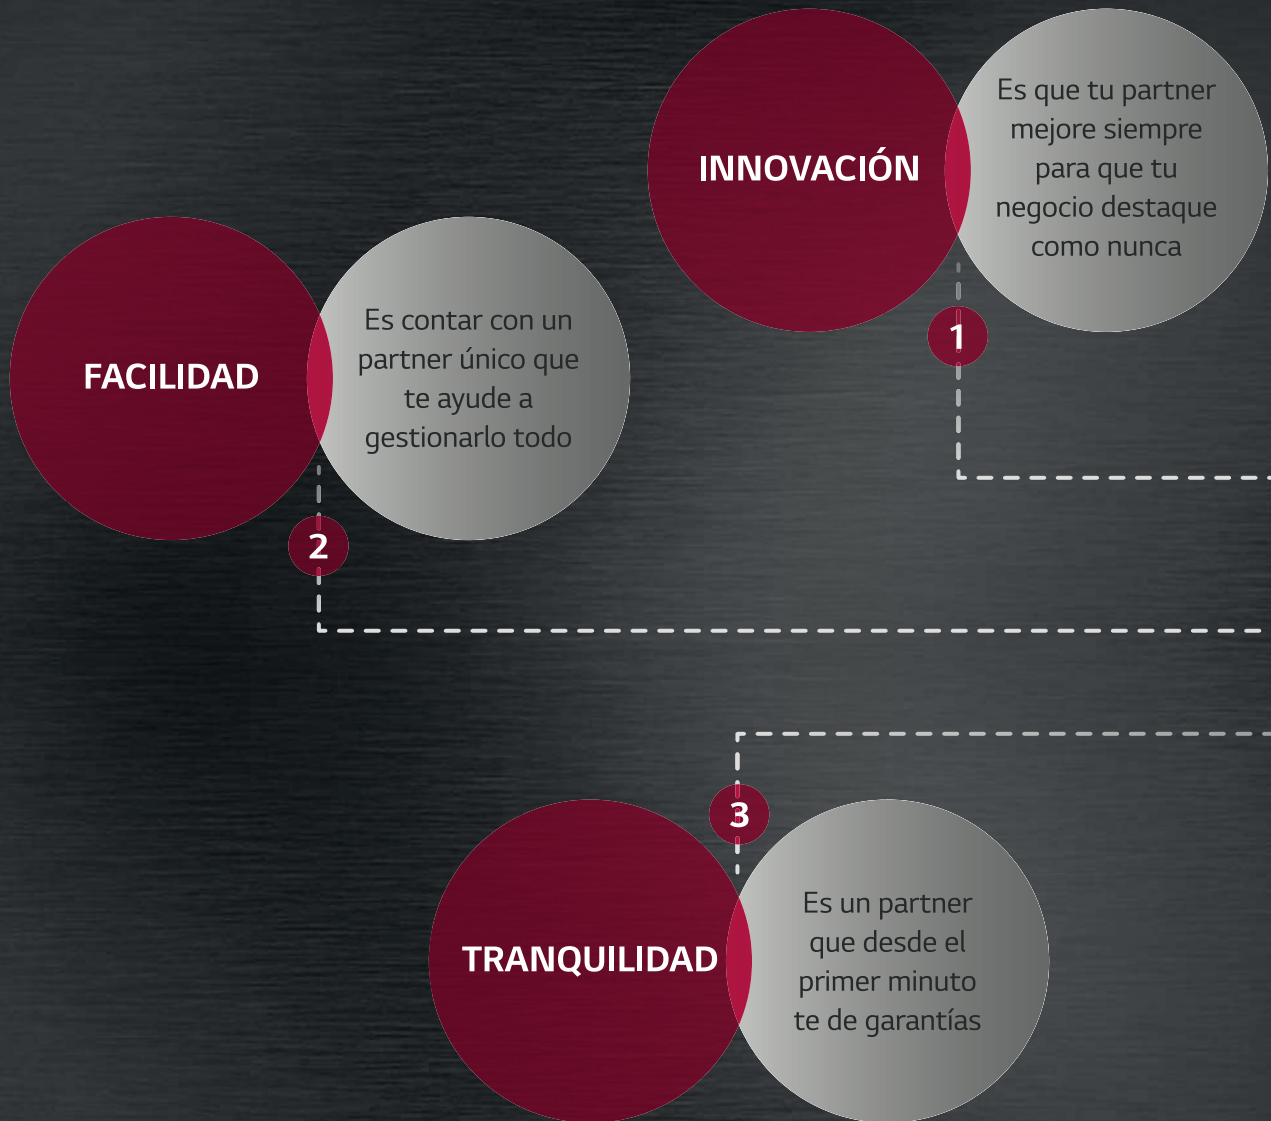 INNOVACIÓN
Es que tu partner
mejore siempre
para que tu
negocio destaque
como nunca
1
FACILIDAD
Es contar con un
partner único que
te ayude a
gestionarlo todo
2
3
TRANQUILIDAD
Es un partner
que desde el
primer minuto
te de garantías